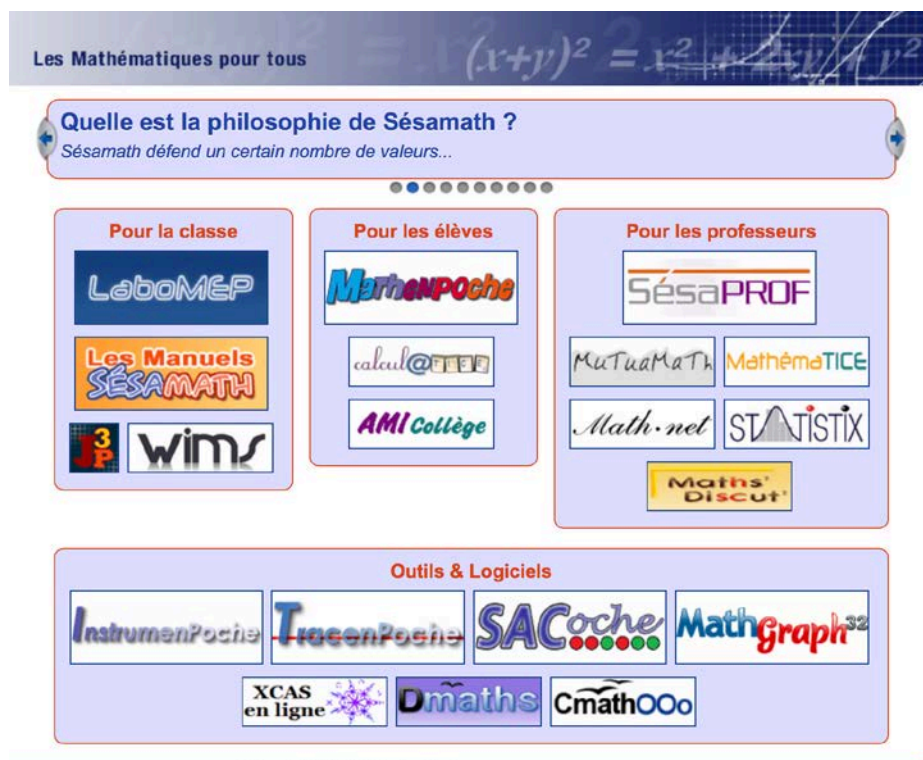 Les Mathématiques pour tous
(x+y)² = x² + 2xy + y²
Quelle est la philosophie de Sésamath ?
Sésamath défend un certain nombre de valeurs...
Pour la classe
LaboMEP
Les Manuels
SÉSAMATH
J3P
wims
Pour les élèves
MathenPoche
calcul@TICE
AMI Collège
Pour les professeurs
SésaPROF
MuTuaMaTh
MathémaTICE
Math.net
STATISTIX
Maths'
Discut'
Outils & Logiciels
InstrumenPoche
TracenPoche
SACoche
MathGraph32
XCAS
en ligne
Dmaths
CmathOOo